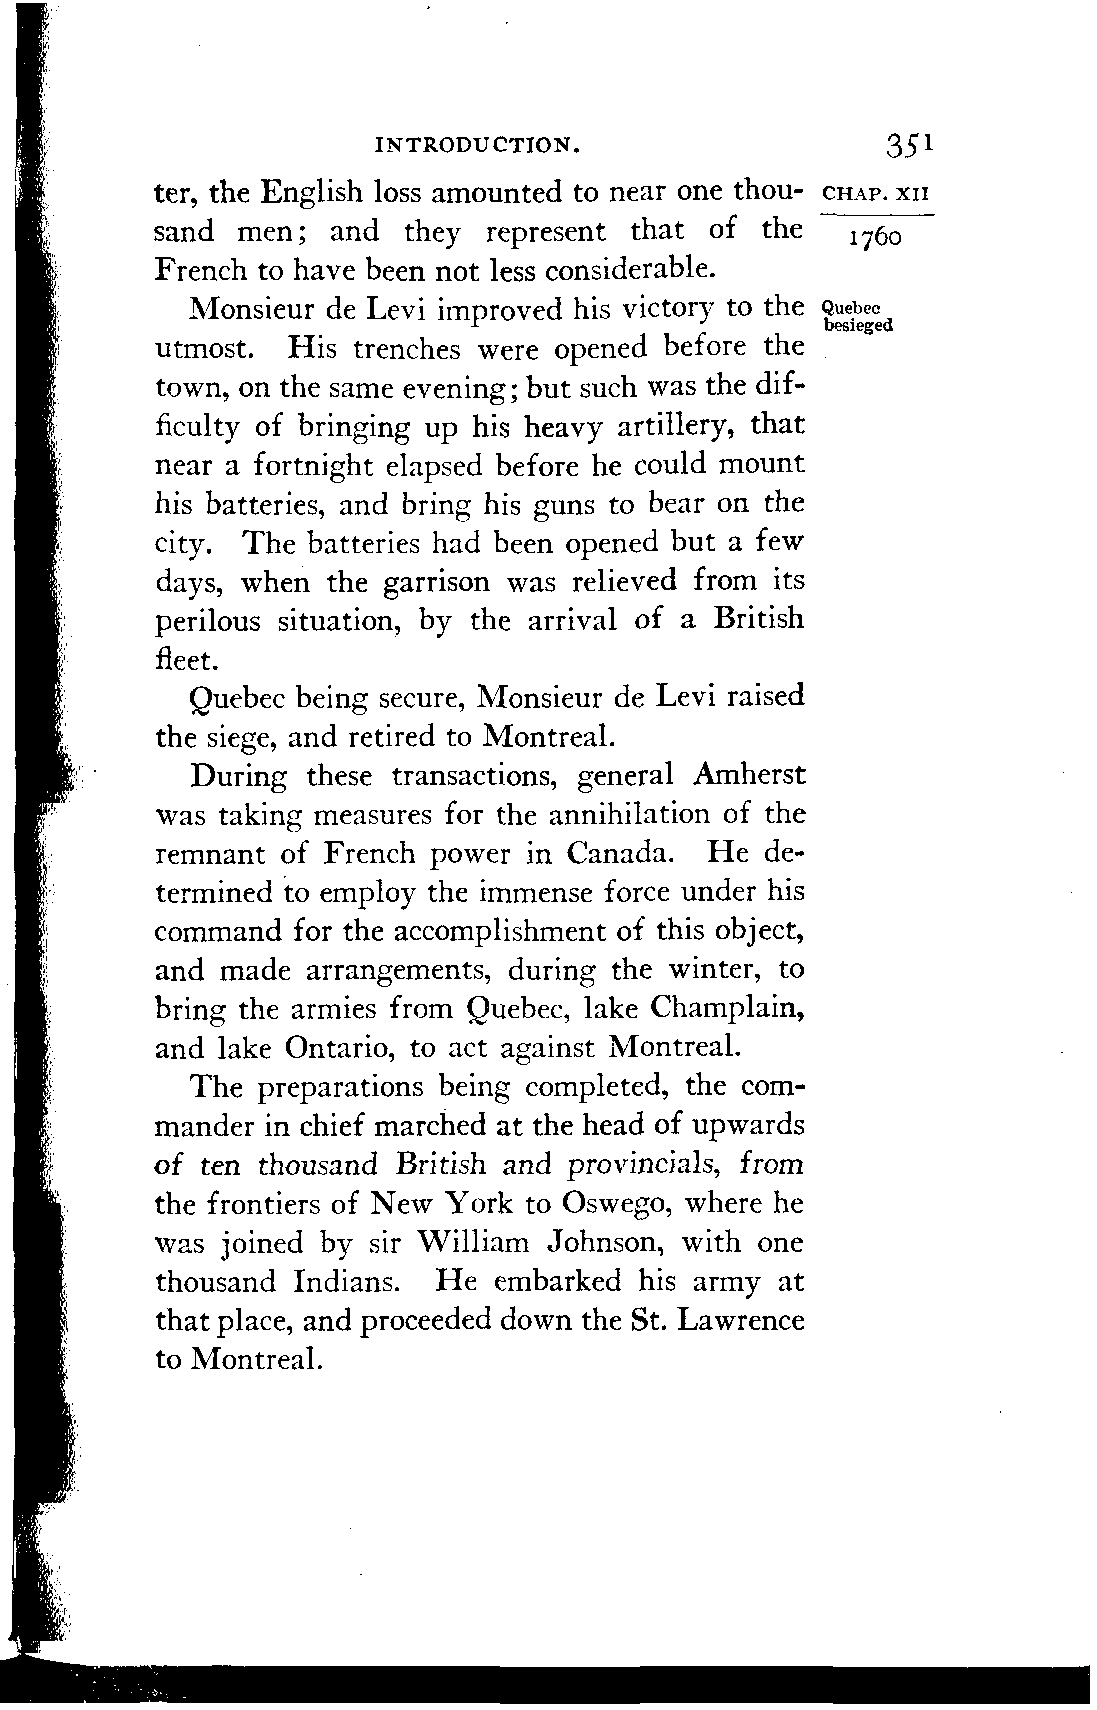 INTRODUCTION. 351
ter, the English loss amounted to near one thou- CHAP. XII
sand men; and they represent that of the 1760
French to have been not less considerable.
Monsieur de Levi improved his victory to the Quebec
besieged
utmost. His trenches were opened before the
town, on the same evening; but such was the dif-
ficulty of bringing up his heavy artillery, that
near a fortnight elapsed before he could mount
his batteries, and bring his guns to bear on the
city. The batteries had been opened but a few
days, when the garrison was relieved from its
perilous situation, by the arrival of a British
fleet.
Quebec being secure, Monsieur de Levi raised
the siege, and retired to Montreal.
During these transactions, general Amherst
was taking measures for the annihilation of the
remnant of French power in Canada. He de-
termined to employ the immense force under his
command for the accomplishment of this object,
and made arrangements, during the winter, to
bring the armies from Quebec, lake Champlain,
and lake Ontario, to act against Montreal.
The preparations being completed, the com-
mander in chief marched at the head of upwards
of ten thousand British and provincials, from
the frontiers of New York to Oswego, where he
was joined by sir William Johnson, with one
thousand Indians. He embarked his army at
that place, and proceeded down the St. Lawrence
to Montreal.